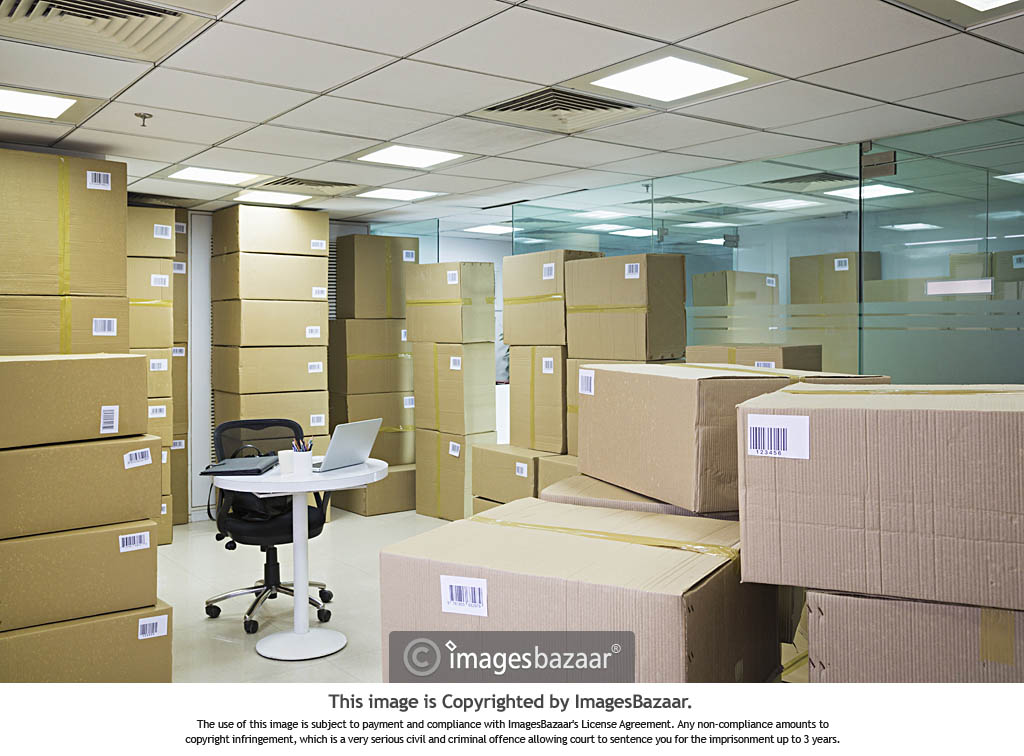 123456
© imagesbazaar®
This image is Copyrighted by ImagesBazaar.
The use of this image is subject to payment and compliance with ImagesBazaar's License Agreement. Any non-compliance amounts to
copyright infringement, which is a very serious civil and criminal offence allowing court to sentence you for the imprisonment up to 3 years.